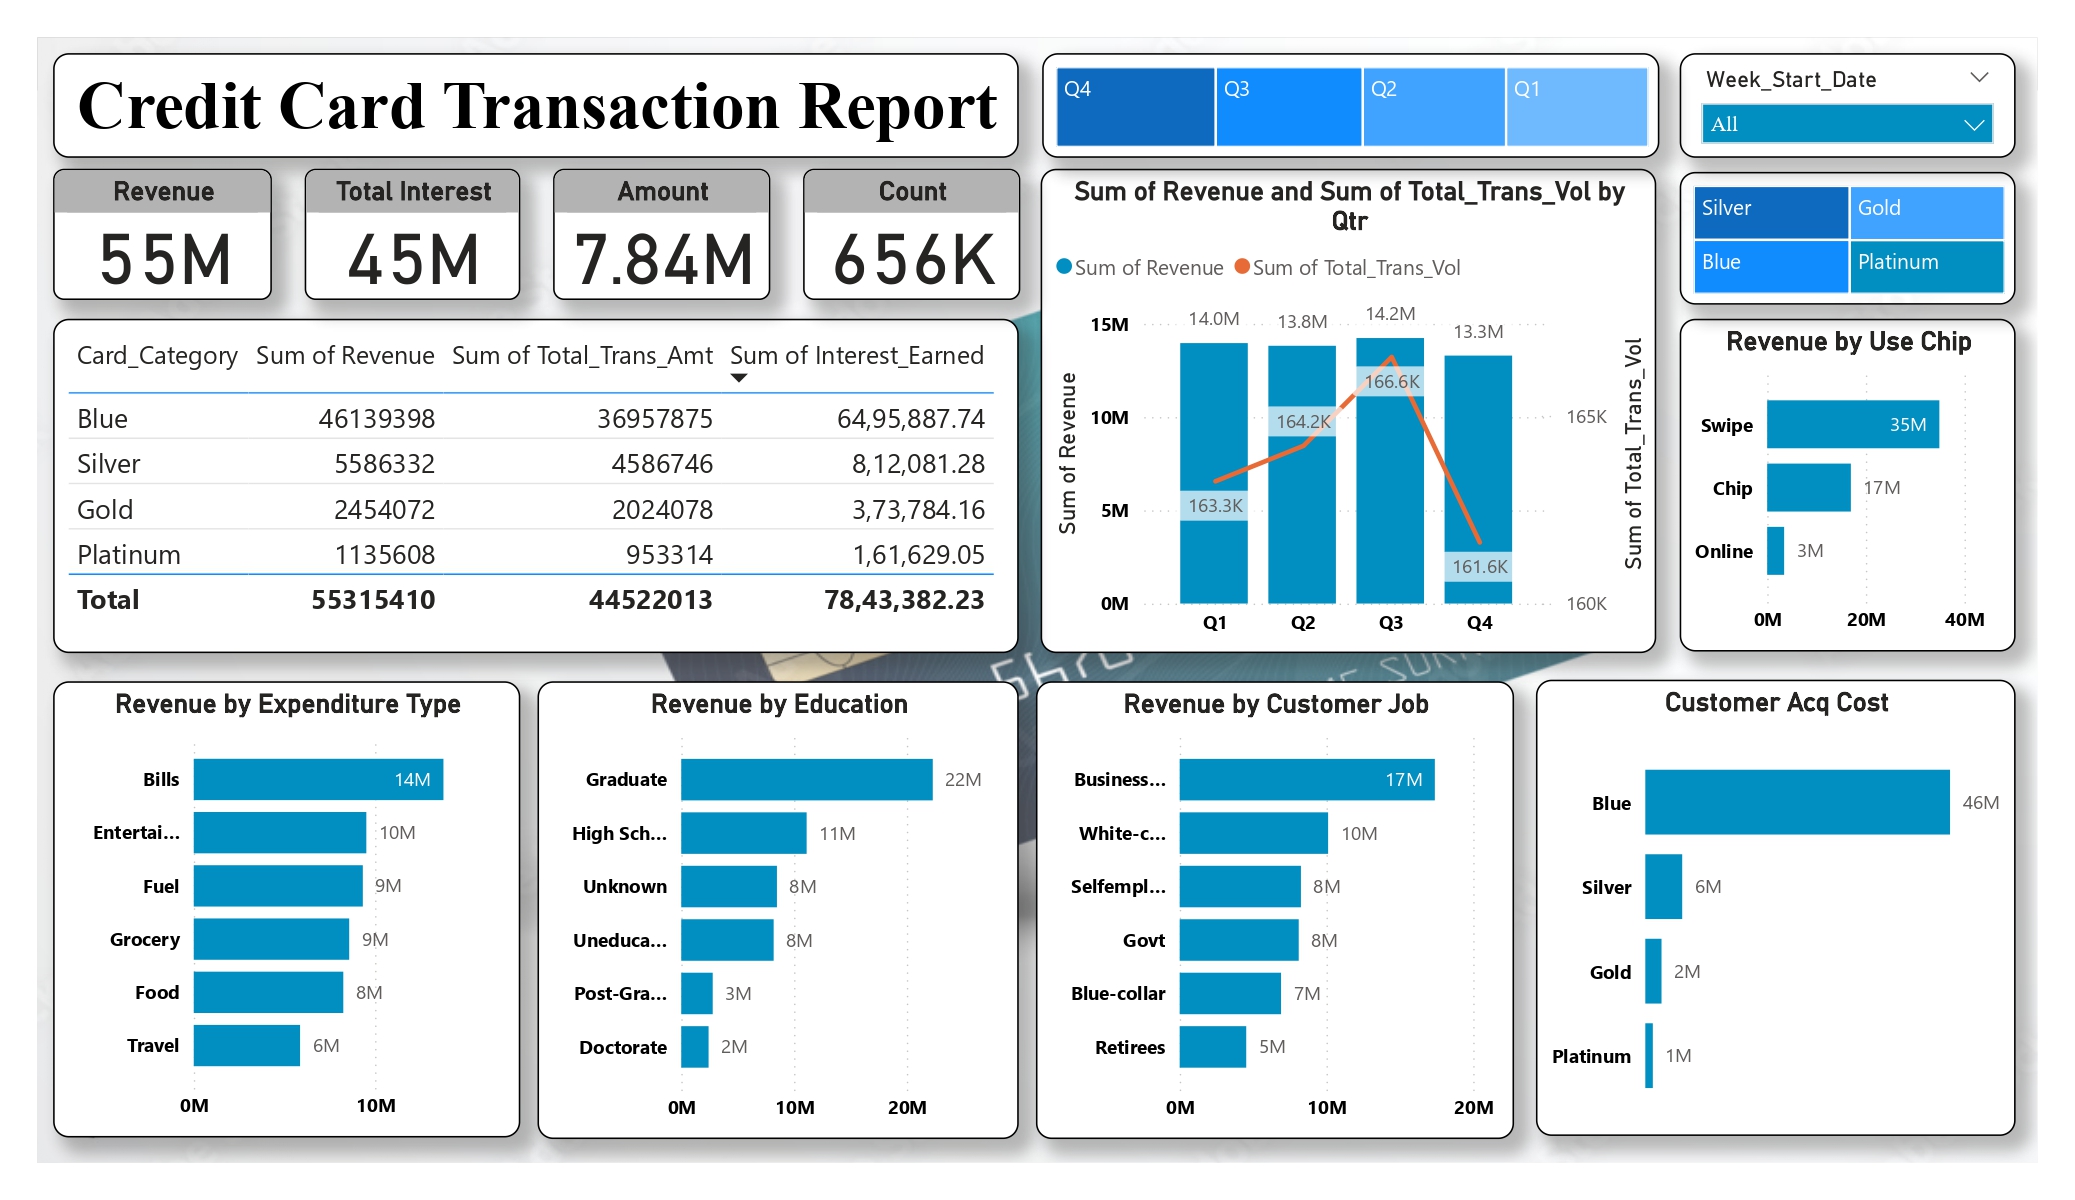 Credit Card Transaction Report
Q4 Q3 Q2 Q1
Week_Start_Date
All
Revenue
55M
Total Interest
45M
Amount
7.84M
Count
656K
Silver Gold
Blue Platinum
Card_Category Sum of Revenue Sum of Total_Trans_Amt Sum of Interest_Earned
Blue 46139398 36957875 64,95,887.74
Silver 5586332 4586746 8,12,081.28
Gold 2454072 2024078 3,73,784.16
Platinum 1135608 953314 1,61,629.05
Total 55315410 44522013 78,43,382.23
Sum of Revenue and Sum of Total_Trans_Vol by
Qtr
Sum of Revenue Sum of Total_Trans_Vol
Sum of Revenue
15M
10M
5M
0M
14.0M 13.8M 14.2M 13.3M
163.3K 164.2K 166.6K 161.6K
Q1 Q2 Q3 Q4
165K
160K
Sum of Total_Trans_Vol
Revenue by Use Chip
Swipe 35M
Chip 17M
Online 3M
0M 20M 40M
Revenue by Expenditure Type
Bills 14M
Entertai... 10M
Fuel 9M
Grocery 9M
Food 8M
Travel 6M
0M 10M
Revenue by Education
Graduate 22M
High Sch... 11M
Unknown 8M
Uneduca... 8M
Post-Gra... 3M
Doctorate 2M
0M 10M 20M
Revenue by Customer Job
Business... 17M
White-c... 10M
Selfempl... 8M
Govt 8M
Blue-collar 7M
Retirees 5M
0M 10M 20M
Customer Acq Cost
Blue 46M
Silver 6M
Gold 2M
Platinum 1M